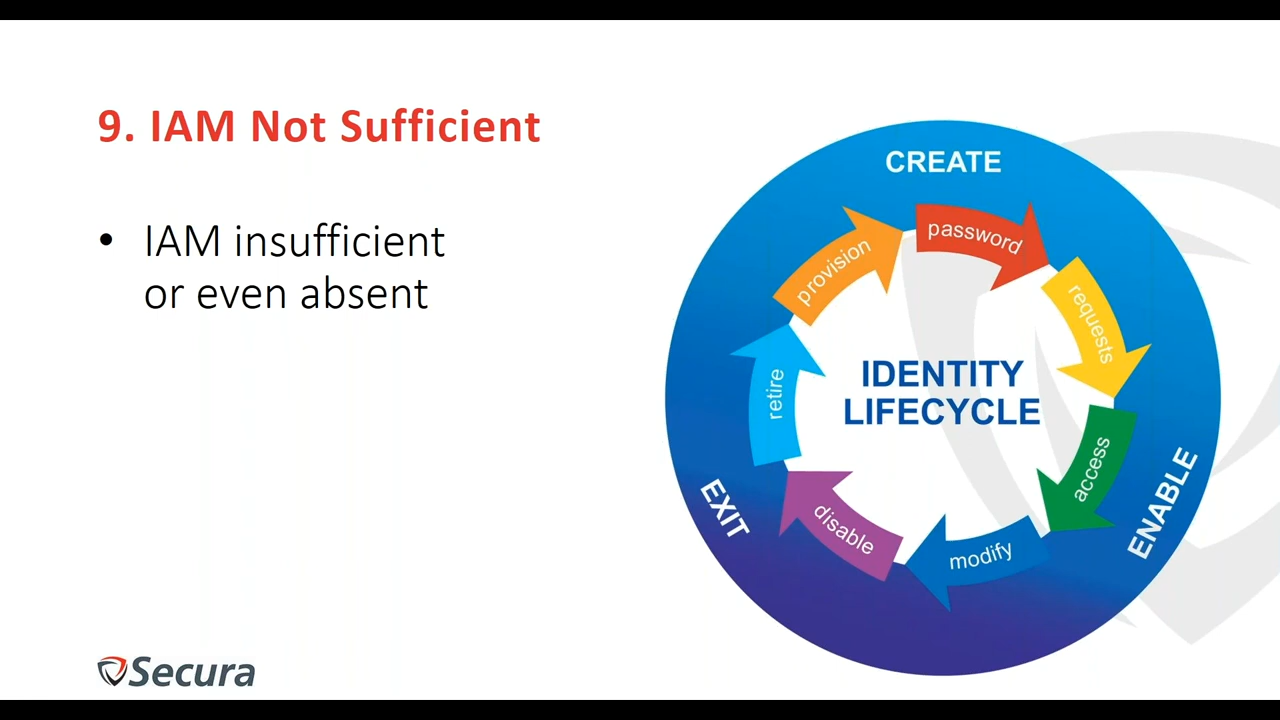 9. IAM Not Sufficient
• IAM insufficient
or even absent
CREATE
provision
password
requests
IDENTITY
LIFECYCLE
retire
access
ENABLE
EXIT
disable
modify
Secura